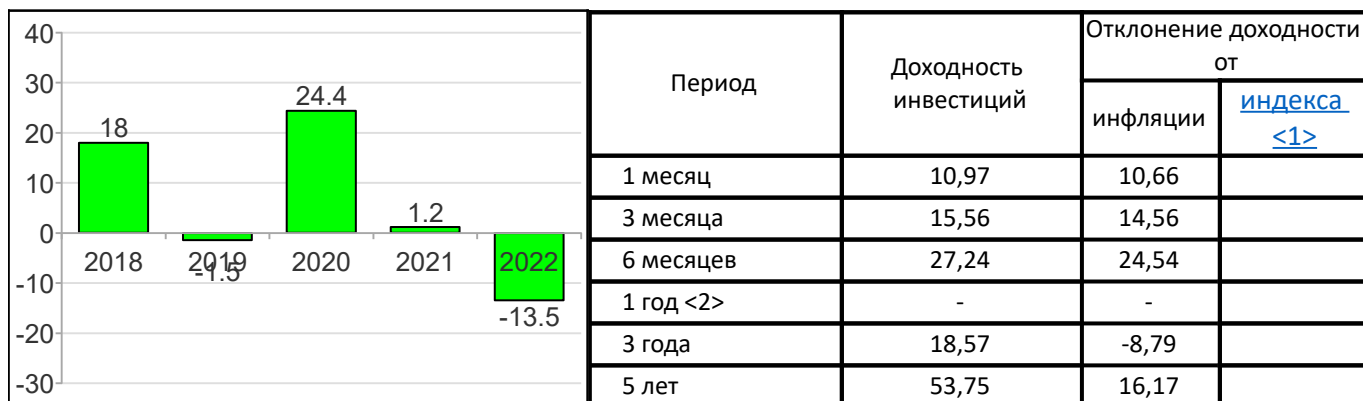 40
30
20
10
0
-10
-20
-30
18
-1.5
24.4
1.2
-13.5
2018 2019 2020 2021 2022
Период
Доходность
инвестиций
Отклонение доходности
от
инфляции
индекса
<1>
1 месяц 10,97 10,66
3 месяца 15,56 14,56
6 месяцев 27,24 24,54
1 год <2> - -
3 года 18,57 -8,79
5 лет 53,75 16,17